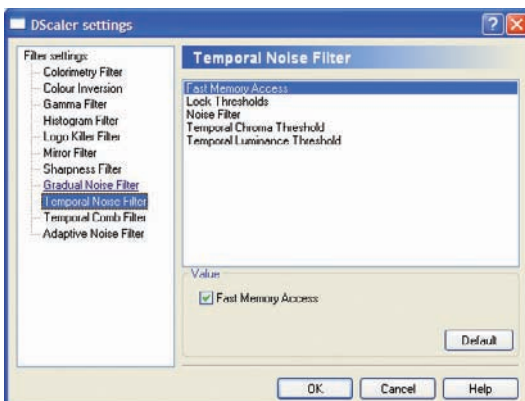 DScaler settings
Filter settings
Colorimetry Filter
Colour Inversion
Gamma Filter
Histogram Filter
Logo Killer Filter
Mirror Filter
Sharpness Filter
Gradual Noise Filter
Temporal Noise Filter
Temporal Comb Filter
Adaptive Noise Filter
Temporal Noise Filter
Fast Memory Access
Lock Thresholds
Noise Filter
Temporal Chroma Threshold
Temporal Luminance Threshold
Value
Fast Memory Access
Default
OK
Cancel
Help